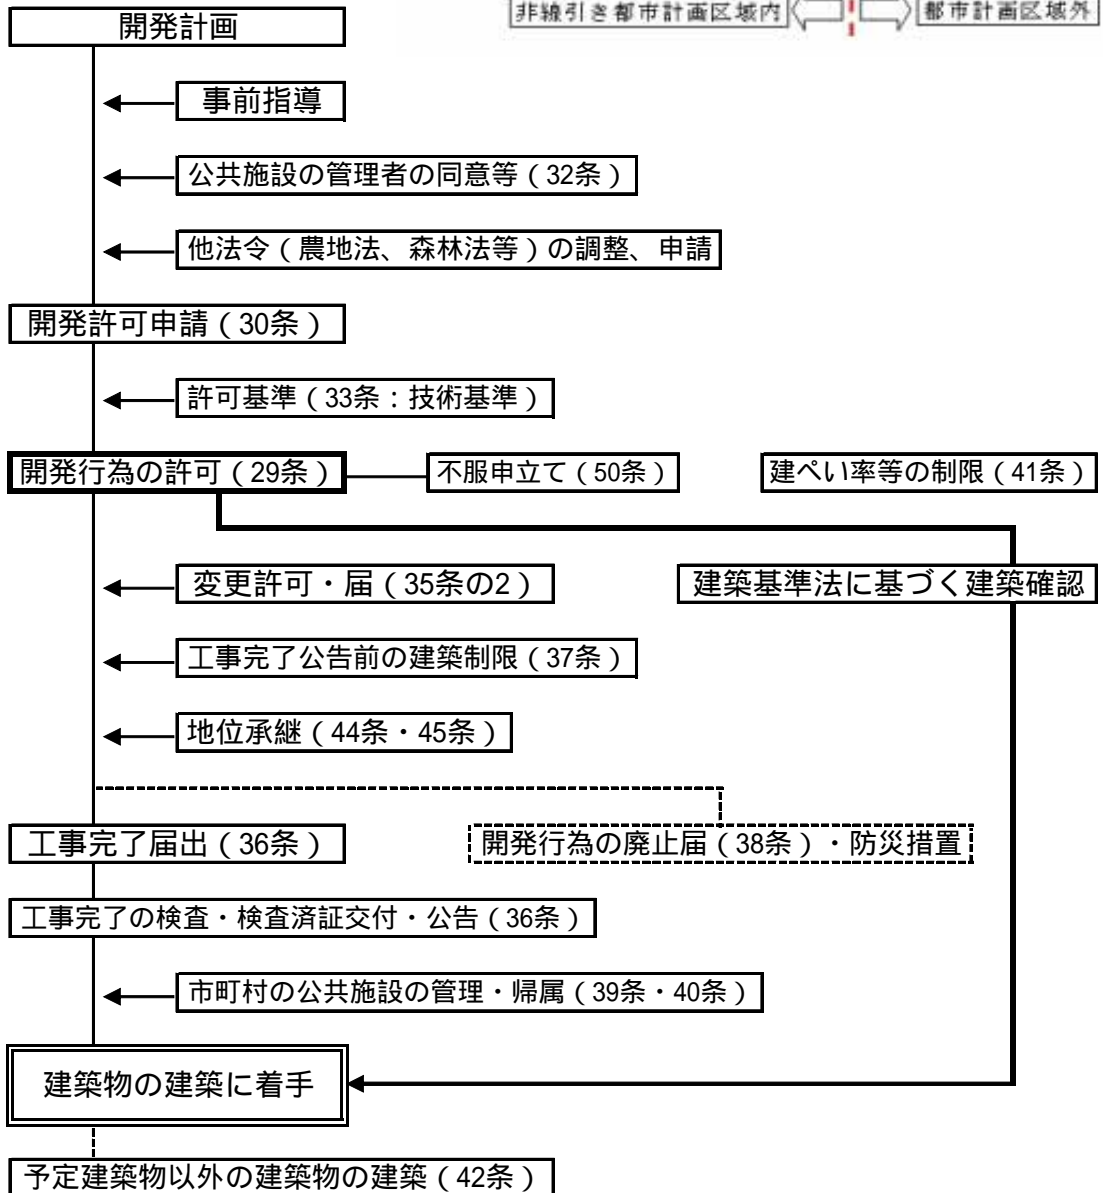 非線引き都市計画区域内 都市計画区域外
開発計画
事前指導
公共施設の管理者の同意等（32条）
他法令（農地法、森林法等）の調整、申請
開発許可申請（30条）
許可基準（33条：技術基準）
開発行為の許可（29条） 不服申立て（50条） 建ぺい率等の制限（41条）
変更許可・届（35条の2） 建築基準法に基づく建築確認
工事完了公告前の建築制限（37条）
地位承継（44条・45条）
工事完了届出（36条） 開発行為の廃止届（38条）・防災措置
工事完了の検査・検査済証交付・公告（36条）
市町村の公共施設の管理・帰属（39条・40条）
建築物の建築に着手
予定建築物以外の建築物の建築（42条）